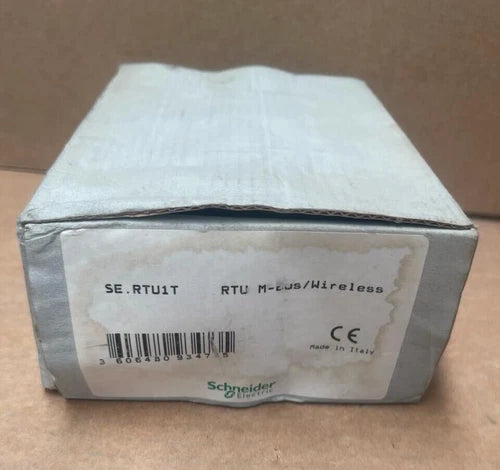 SE.RTU1T RTU M-Bus/Wireless
CE
Made in Italy
3 606480
Schneider
Electric